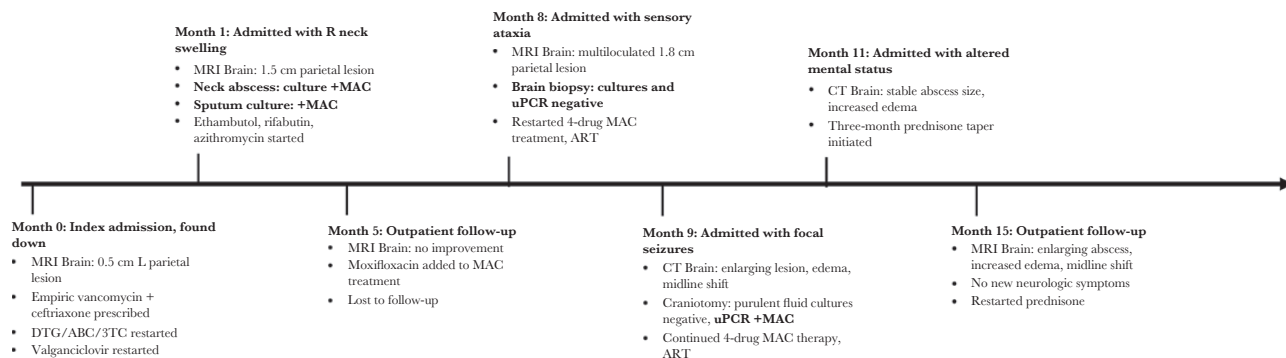 Month 1: Admitted with R neck
swelling
• MRI Brain: 1.5 cm parietal lesion
• Neck abscess: culture +MAC
• Sputum culture: +MAC
• Ethambutol, rifabutin,
azithromycin started
Month 8: Admitted with sensory
ataxia
• MRI Brain: multiloculated 1.8 cm
parietal lesion
• Brain biopsy: cultures and
uPCR negative
• Restarted 4-drug MAC
treatment, ART
Month 11: Admitted with altered
mental status
• CT Brain: stable abscess size,
increased edema
• Three-month prednisone taper
initiated
Month 0: Index admission, found
down
• MRI Brain: 0.5 cm L parietal
lesion
• Empiric vancomycin +
ceftriaxone prescribed
• DTG/ABC/3TC restarted
• Valganciclovir restarted
Month 5: Outpatient follow-up
• MRI Brain: no improvement
• Moxifloxacin added to MAC
treatment
• Lost to follow-up
Month 9: Admitted with focal
seizures
• CT Brain: enlarging lesion, edema,
midline shift
• Craniotomy: purulent fluid cultures
negative, uPCR +MAC
• Continued 4-drug MAC therapy,
ART
Month 15: Outpatient follow-up
• MRI Brain: enlarging abscess,
increased edema, midline shift
• No new neurologic symptoms
• Restarted prednisone